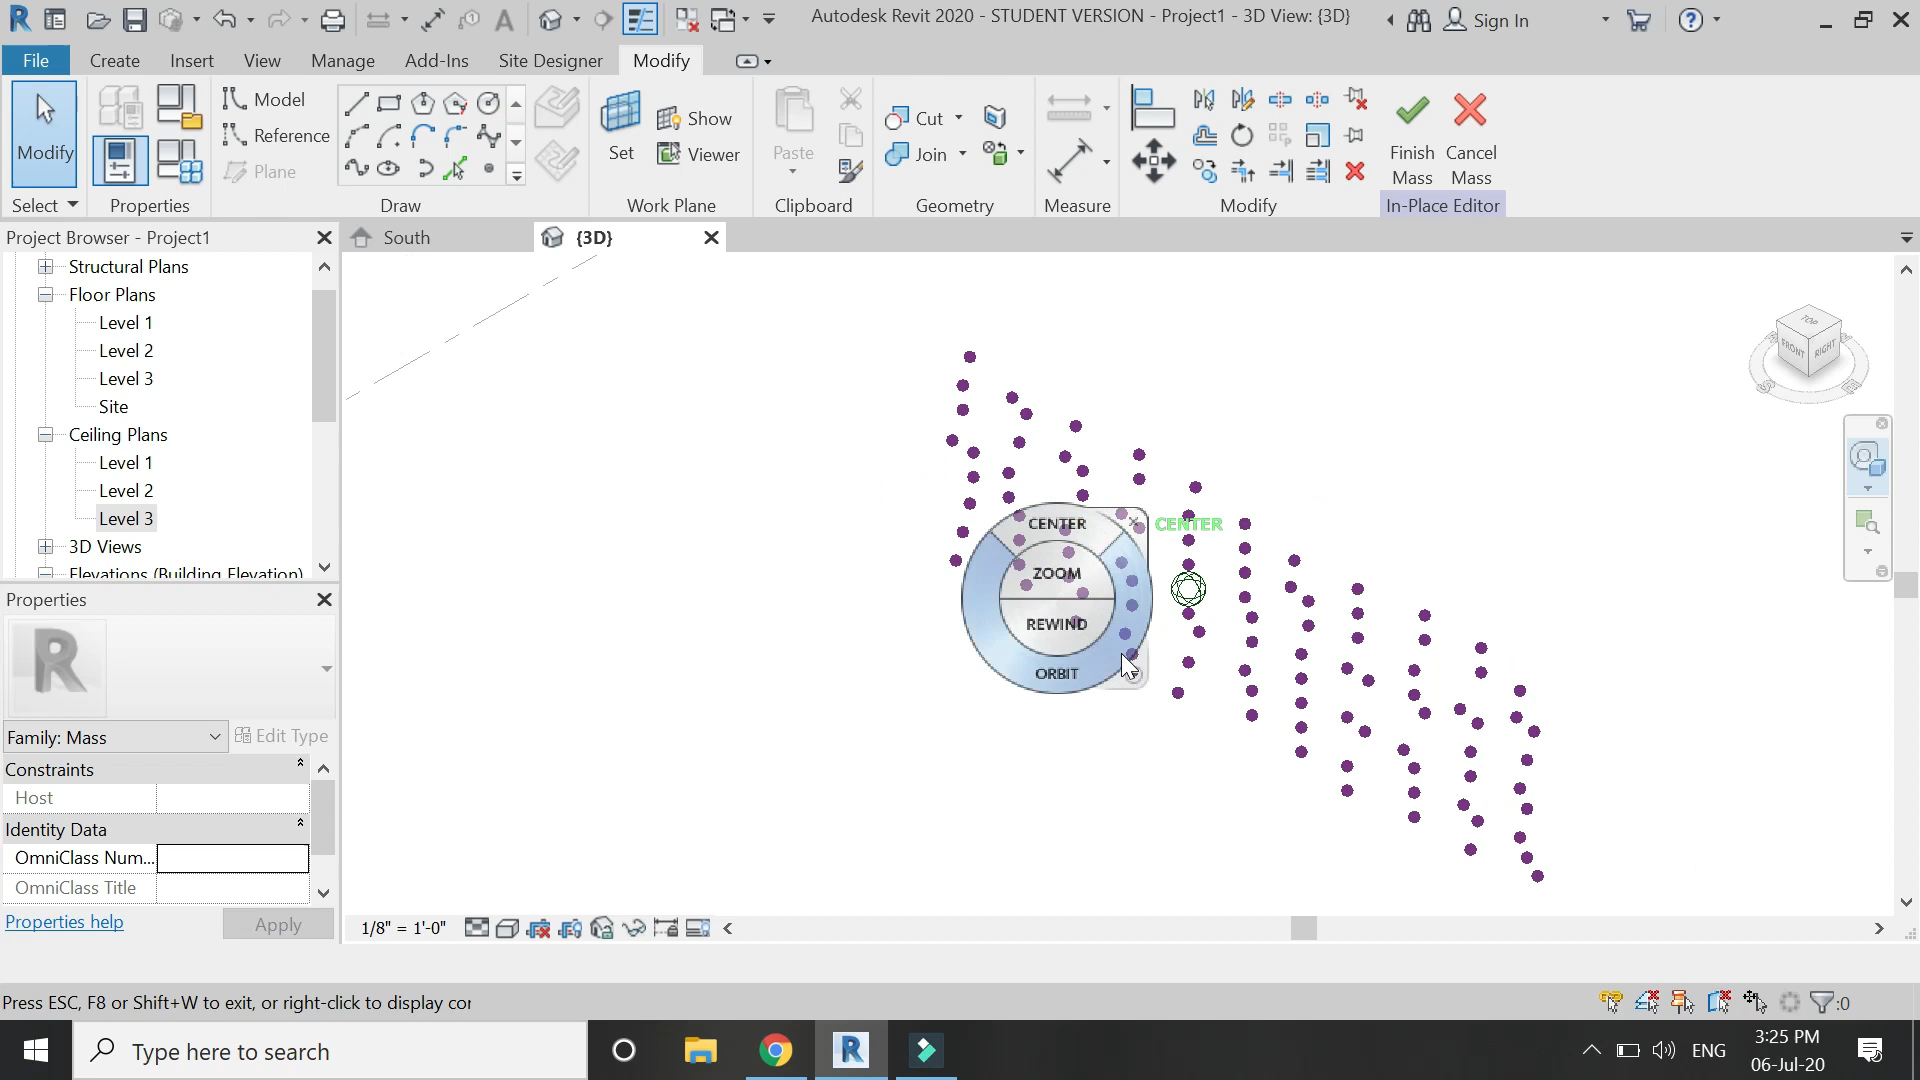 Autodesk Revit 2020 - STUDENT VERSION - Project1 - 3D View: {3D}
Sign In
File
Create
Insert
View
Manage
Add-Ins
Site Designer
Modify
Modify
Select
Properties
Model
Reference
Plane
Draw
Set
Show
Viewer
Work Plane
Paste
Clipboard
Cut
Join
Geometry
Measure
Modify
Finish Mass
Cancel Mass
In-Place Editor
Project Browser - Project1
Structural Plans
Floor Plans
Level 1
Level 2
Level 3
Site
Ceiling Plans
Level 1
Level 2
Level 3
3D Views
Elevations (Building Elevation)
South
{3D}
TOP
FRONT
RIGHT
S
E
CENTER
CENTER
ZOOM
REWIND
ORBIT
Properties
R
Family: Mass
Edit Type
Constraints
Host
Identity Data
OmniClass Num...
OmniClass Title
Properties help
Apply
1/8" = 1'-0"
Press ESC, F8 or Shift+W to exit, or right-click to display cor
:0
Type here to search
ENG
3:25 PM
06-Jul-20